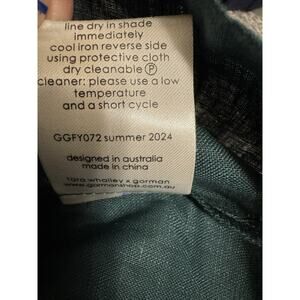 line dry in shade
immediately
cool iron reverse side
using protective cloth
dry cleanable Ⓟ
cleaner: please use a low
temperature
and a short cycle
GGFY072 summer 2024
designed in australia
made in china
tara whalley x gorman
www.gormanshop.com.au